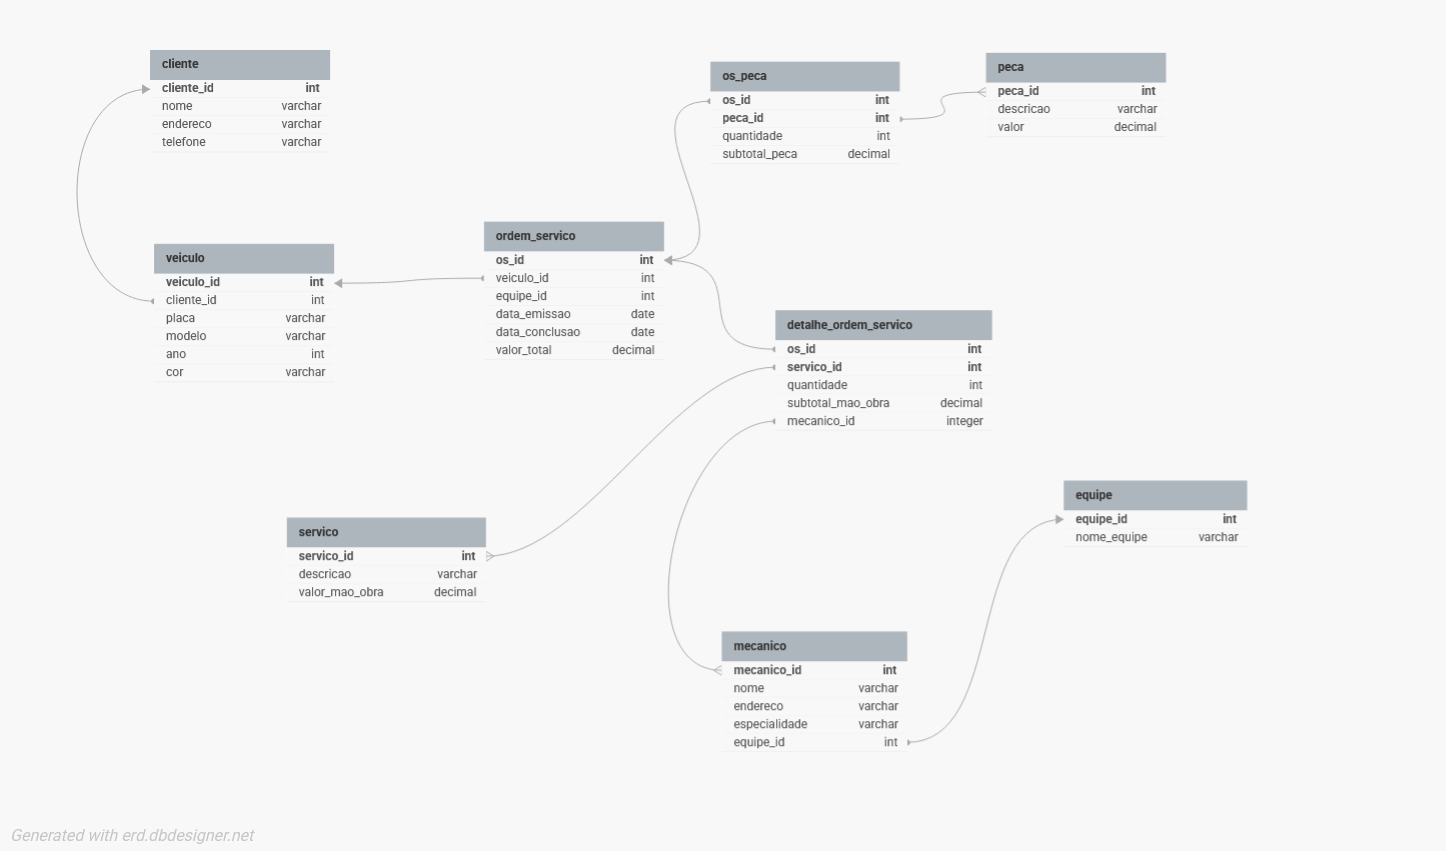 cliente
cliente_id int
nome varchar
endereco varchar
telefone varchar
os_peca
os_id int
peca_id int
quantidade int
subtotal_peca decimal
peca
peca_id int
descricao varchar
valor decimal
veiculo
veiculo_id int
cliente_id int
placa varchar
modelo varchar
ano int
cor varchar
ordem_servico
os_id int
veiculo_id int
equipe_id int
data_emissao date
data_conclusao date
valor_total decimal
detalhe_ordem_servico
os_id int
servico_id int
quantidade int
subtotal_mao_obra decimal
mecanico_id integer
servico
servico_id int
descricao varchar
valor_mao_obra decimal
equipe
equipe_id int
nome_equipe varchar
mecanico
mecanico_id int
nome varchar
endereco varchar
especialidade varchar
equipe_id int
Generated with erd.dbdesigner.net